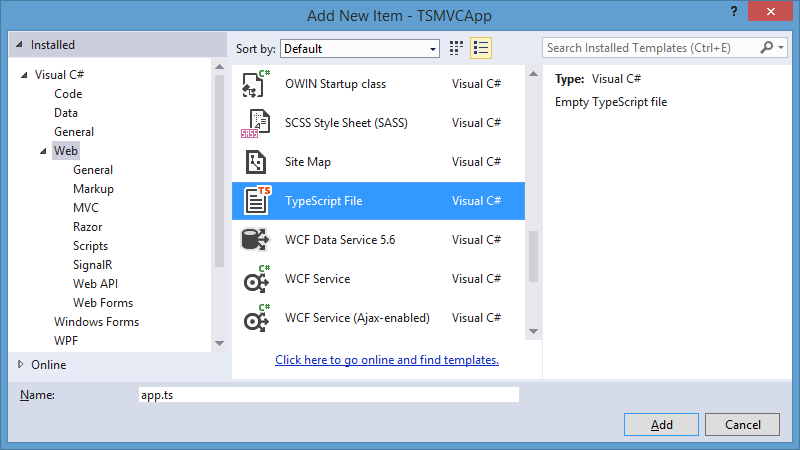 Add New Item - TSMVCApp
?
Installed
Sort by: Default
Search Installed Templates (Ctrl+E)
Visual C#
Code
Data
General
Web
General
Markup
MVC
Razor
Scripts
SignalR
Web API
Web Forms
Windows Forms
WPF
Online
C#
OWIN Startup class Visual C#
SASS
SCSS Style Sheet (SASS) Visual C#
Site Map Visual C#
TS
TypeScript File Visual C#
WCF Data Service 5.6 Visual C#
C#
WCF Service Visual C#
C#
WCF Service (Ajax-enabled) Visual C#
Click here to go online and find templates.
Type: Visual C#
Empty TypeScript file
Name: app.ts
Add Cancel